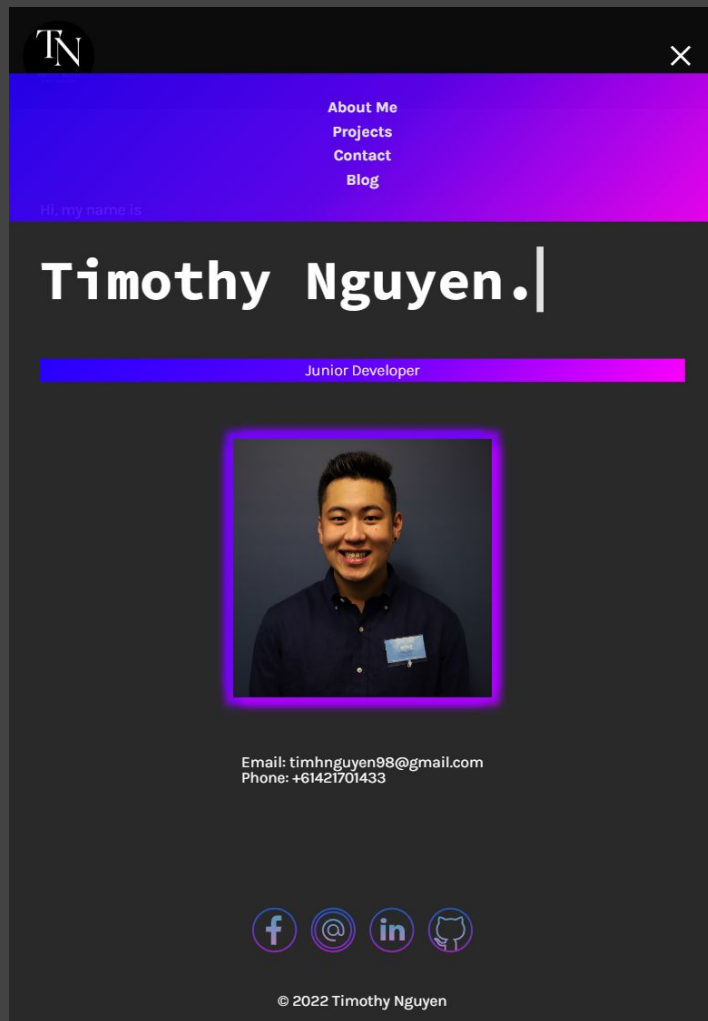 TN
About Me
Projects
Contact
Blog
Hi, my name is
Timothy Nguyen.
Junior Developer
Email: timhnguyen98@gmail.com
Phone: +61421701433
f @ in
© 2022 Timothy Nguyen